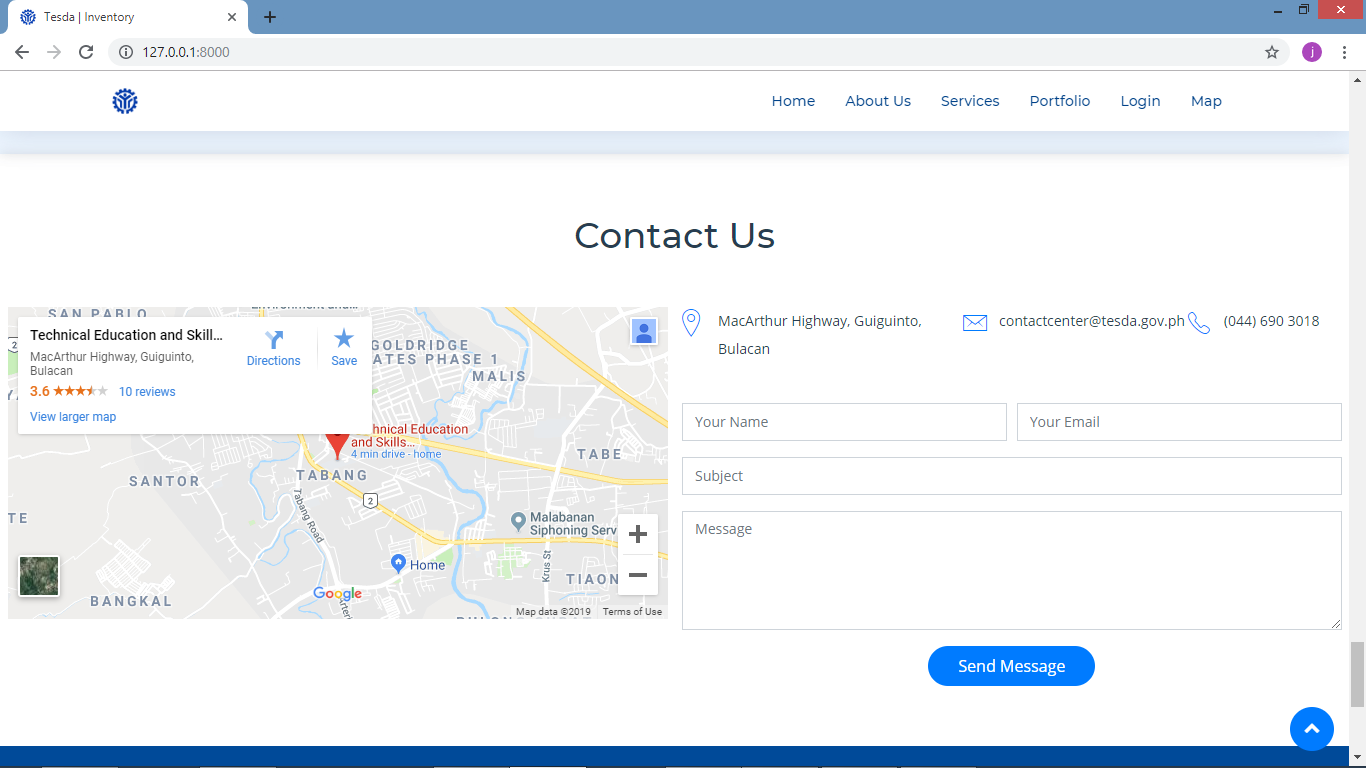 Tesda | Inventory
127.0.0.1:8000
j
Home About Us Services Portfolio Login Map
Contact Us
SAN PABLO
Technical Education and Skill...
MacArthur Highway, Guiguinto,
Bulacan
3.6 10 reviews
View larger map
Directions
Save
GOLDRIDGE
ATES PHASE 1
MALIS
hnical Education
and Skills...
4 min drive - home
TABE
TABANG
SANTOR
2
2
Tabang Road
Malabanan
Siphoning Serv
Krus St
Home
TIAON
BANGKAL
Google
Map data ©2019 Terms of Use
MacArthur Highway, Guiguinto,
Bulacan
contactcenter@tesda.gov.ph
(044) 690 3018
Your Name
Your Email
Subject
Message
Send Message